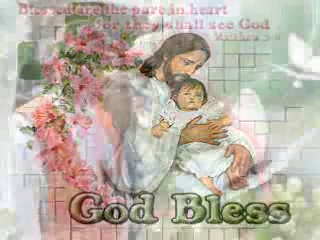 Blessed are the pure in heart
for they shall see God
Matthew 5-8
God Bless